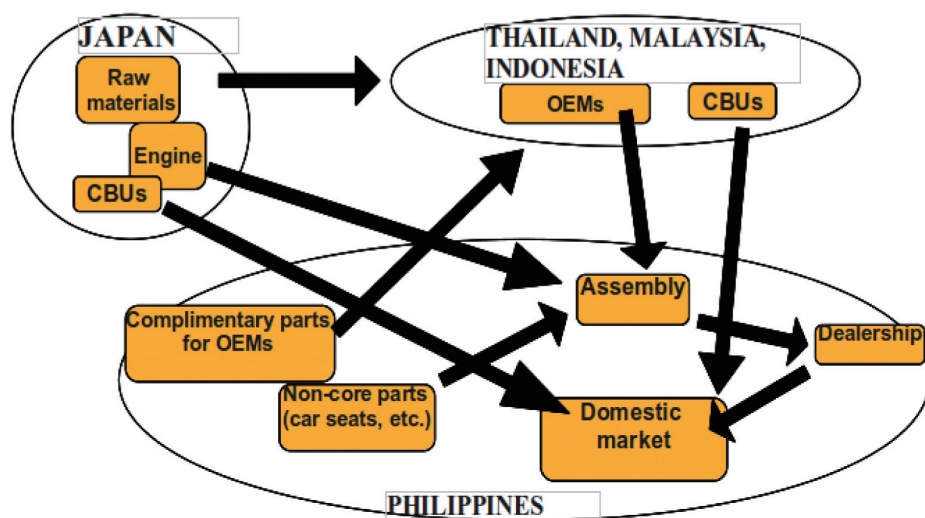 JAPAN
Raw
materials
Engine
CBUs
THAILAND, MALAYSIA,
INDONESIA
OEMs
CBUs
Assembly
Complimentary parts
for OEMs
Dealership
Non-core parts
(car seats, etc.)
Domestic
market
PHILIPPINES